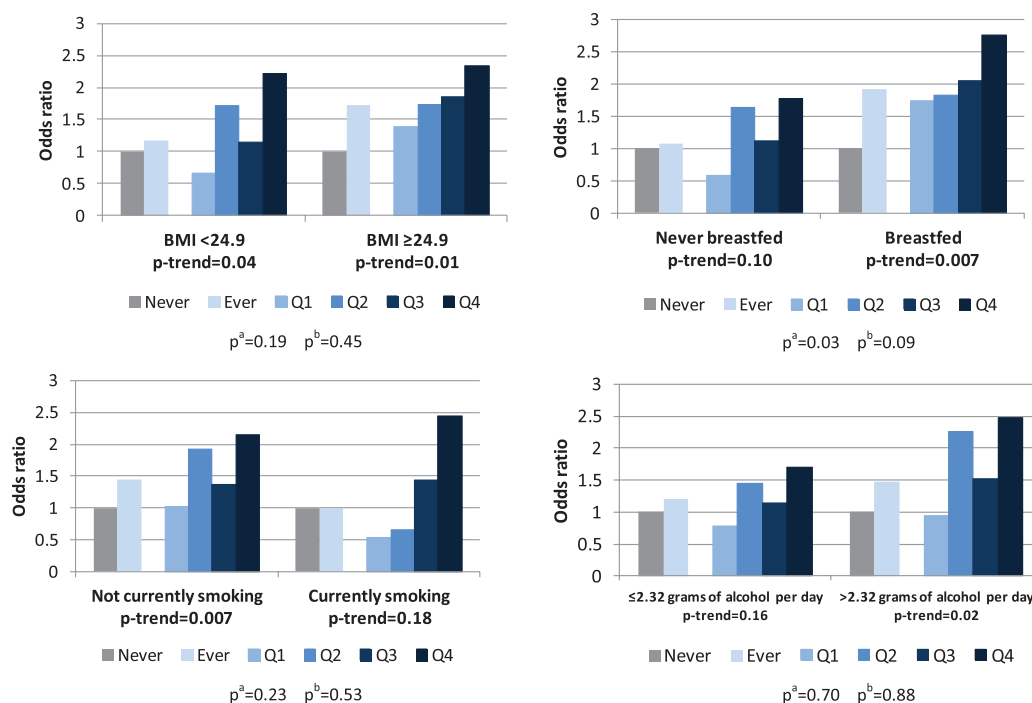 3
2.5
2
1.5
1
0.5
0
Odds ratio
BMI <24.9 BMI ≥24.9
p-trend=0.04 p-trend=0.01
Never Ever Q1 Q2 Q3 Q4
pᵃ=0.19 pᵇ=0.45
3
2.5
2
1.5
1
0.5
0
Odds ratio
Never breastfed Breastfed
p-trend=0.10 p-trend=0.007
Never Ever Q1 Q2 Q3 Q4
pᵃ=0.03 pᵇ=0.09
3
2.5
2
1.5
1
0.5
0
Odds ratio
Not currently smoking Currently smoking
p-trend=0.007 p-trend=0.18
Never Ever Q1 Q2 Q3 Q4
pᵃ=0.23 pᵇ=0.53
3
2.5
2
1.5
1
0.5
0
Odds ratio
≤2.32 grams of alcohol per day >2.32 grams of alcohol per day
p-trend=0.16 p-trend=0.02
Never Ever Q1 Q2 Q3 Q4
pᵃ=0.70 pᵇ=0.88